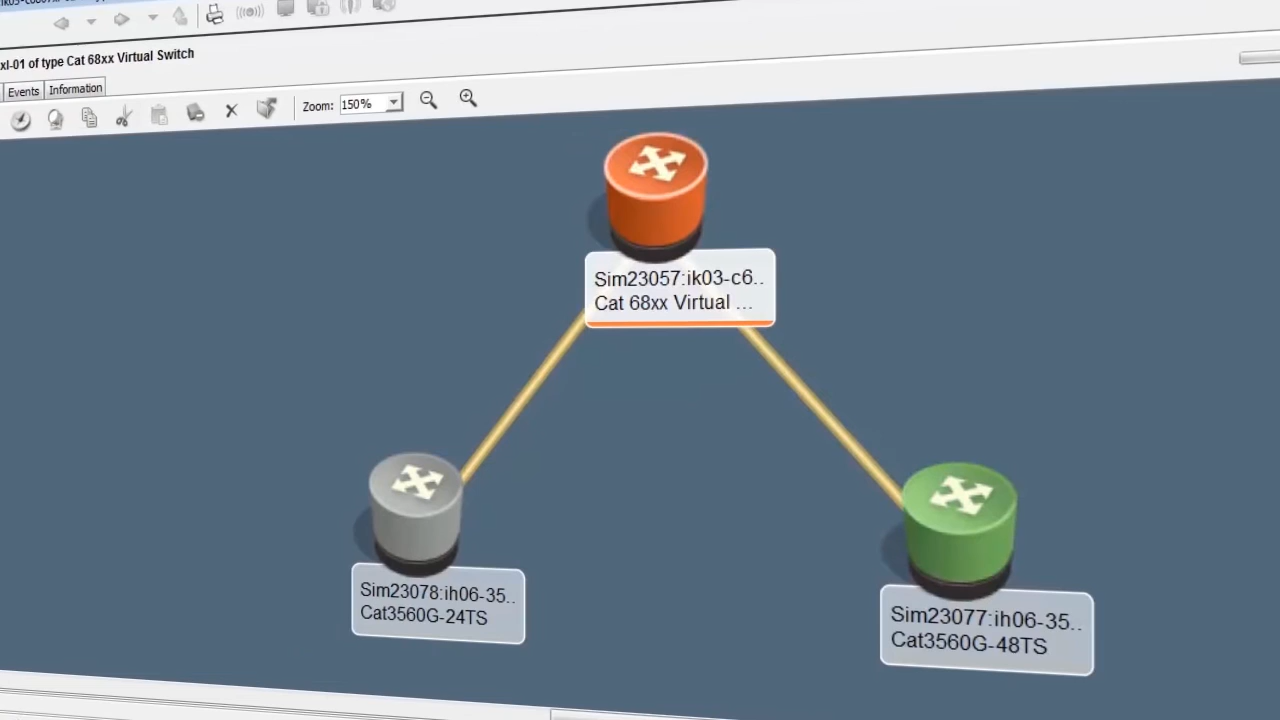 xl-01 of type Cat 68xx Virtual Switch
Events
Information
Zoom:
150%
Sim23057:ik03-c6..
Cat 68xx Virtual ...
Sim23078:ih06-35..
Cat3560G-24TS
Sim23077:ih06-35..
Cat3560G-48TS